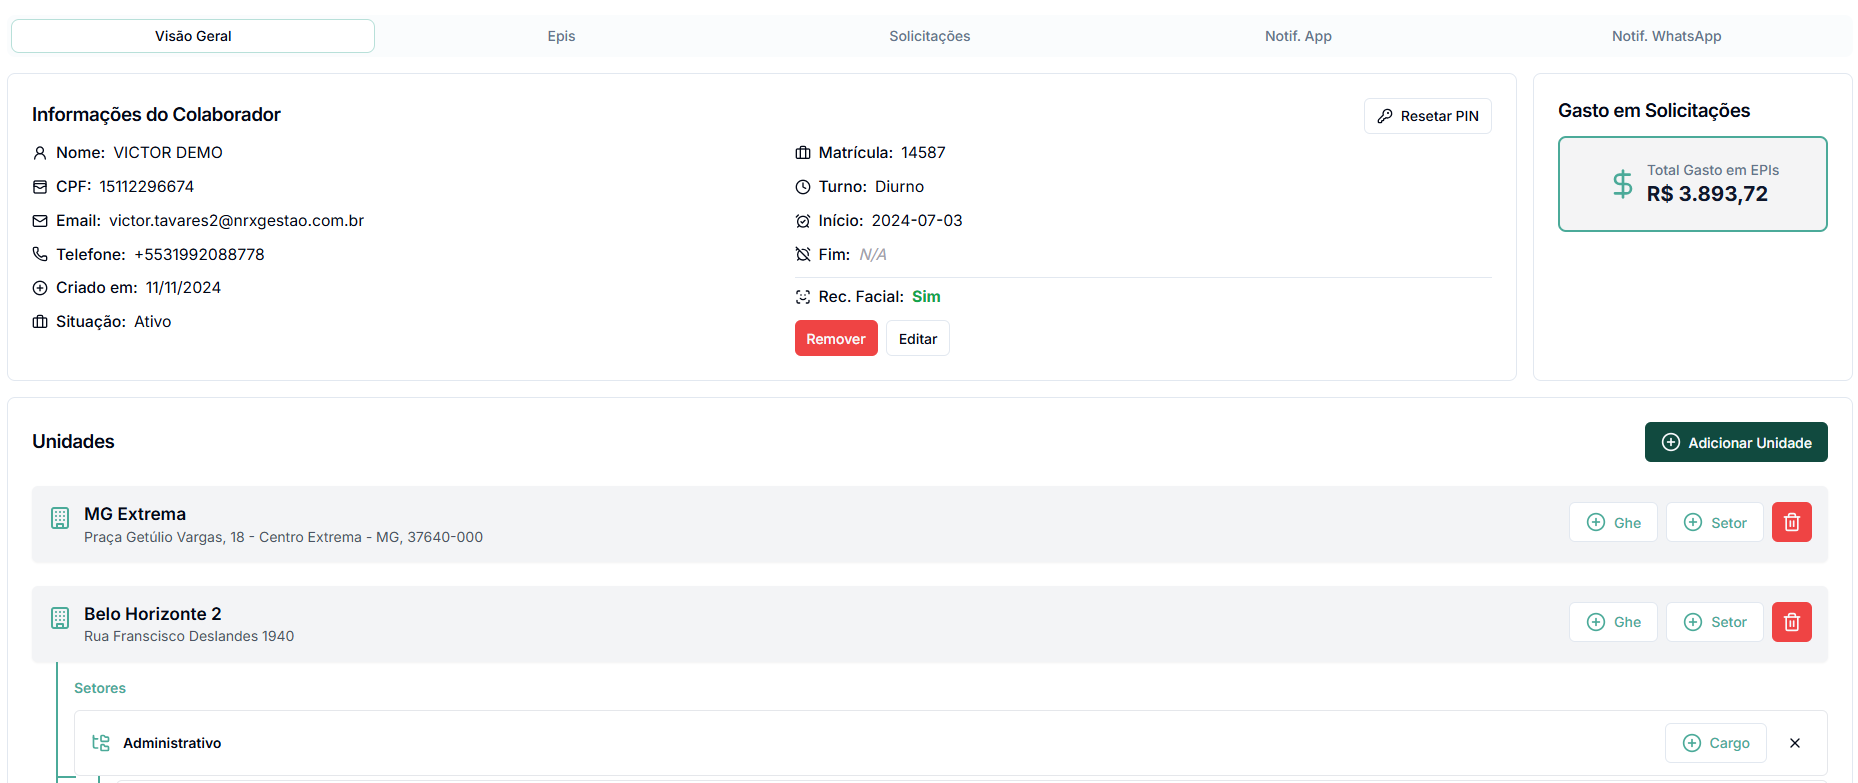 Visão Geral
Epis
Solicitações
Notif. App
Notif. WhatsApp
Informações do Colaborador
Resetar PIN
Nome: VICTOR DEMO
CPF: 15112296674
Email: victor.tavares2@nrxgestao.com.br
Telefone: +5531992088778
Criado em: 11/11/2024
Situação: Ativo
Matrícula: 14587
Turno: Diurno
Início: 2024-07-03
Fim: N/A
Rec. Facial: Sim
Remover
Editar
Gasto em Solicitações
Total Gasto em EPIs
R$ 3.893,72
Unidades
Adicionar Unidade
MG Extrema
Praça Getúlio Vargas, 18 - Centro Extrema - MG, 37640-000
Ghe
Setor
Belo Horizonte 2
Rua Franscisco Deslandes 1940
Ghe
Setor
Setores
Administrativo
Cargo